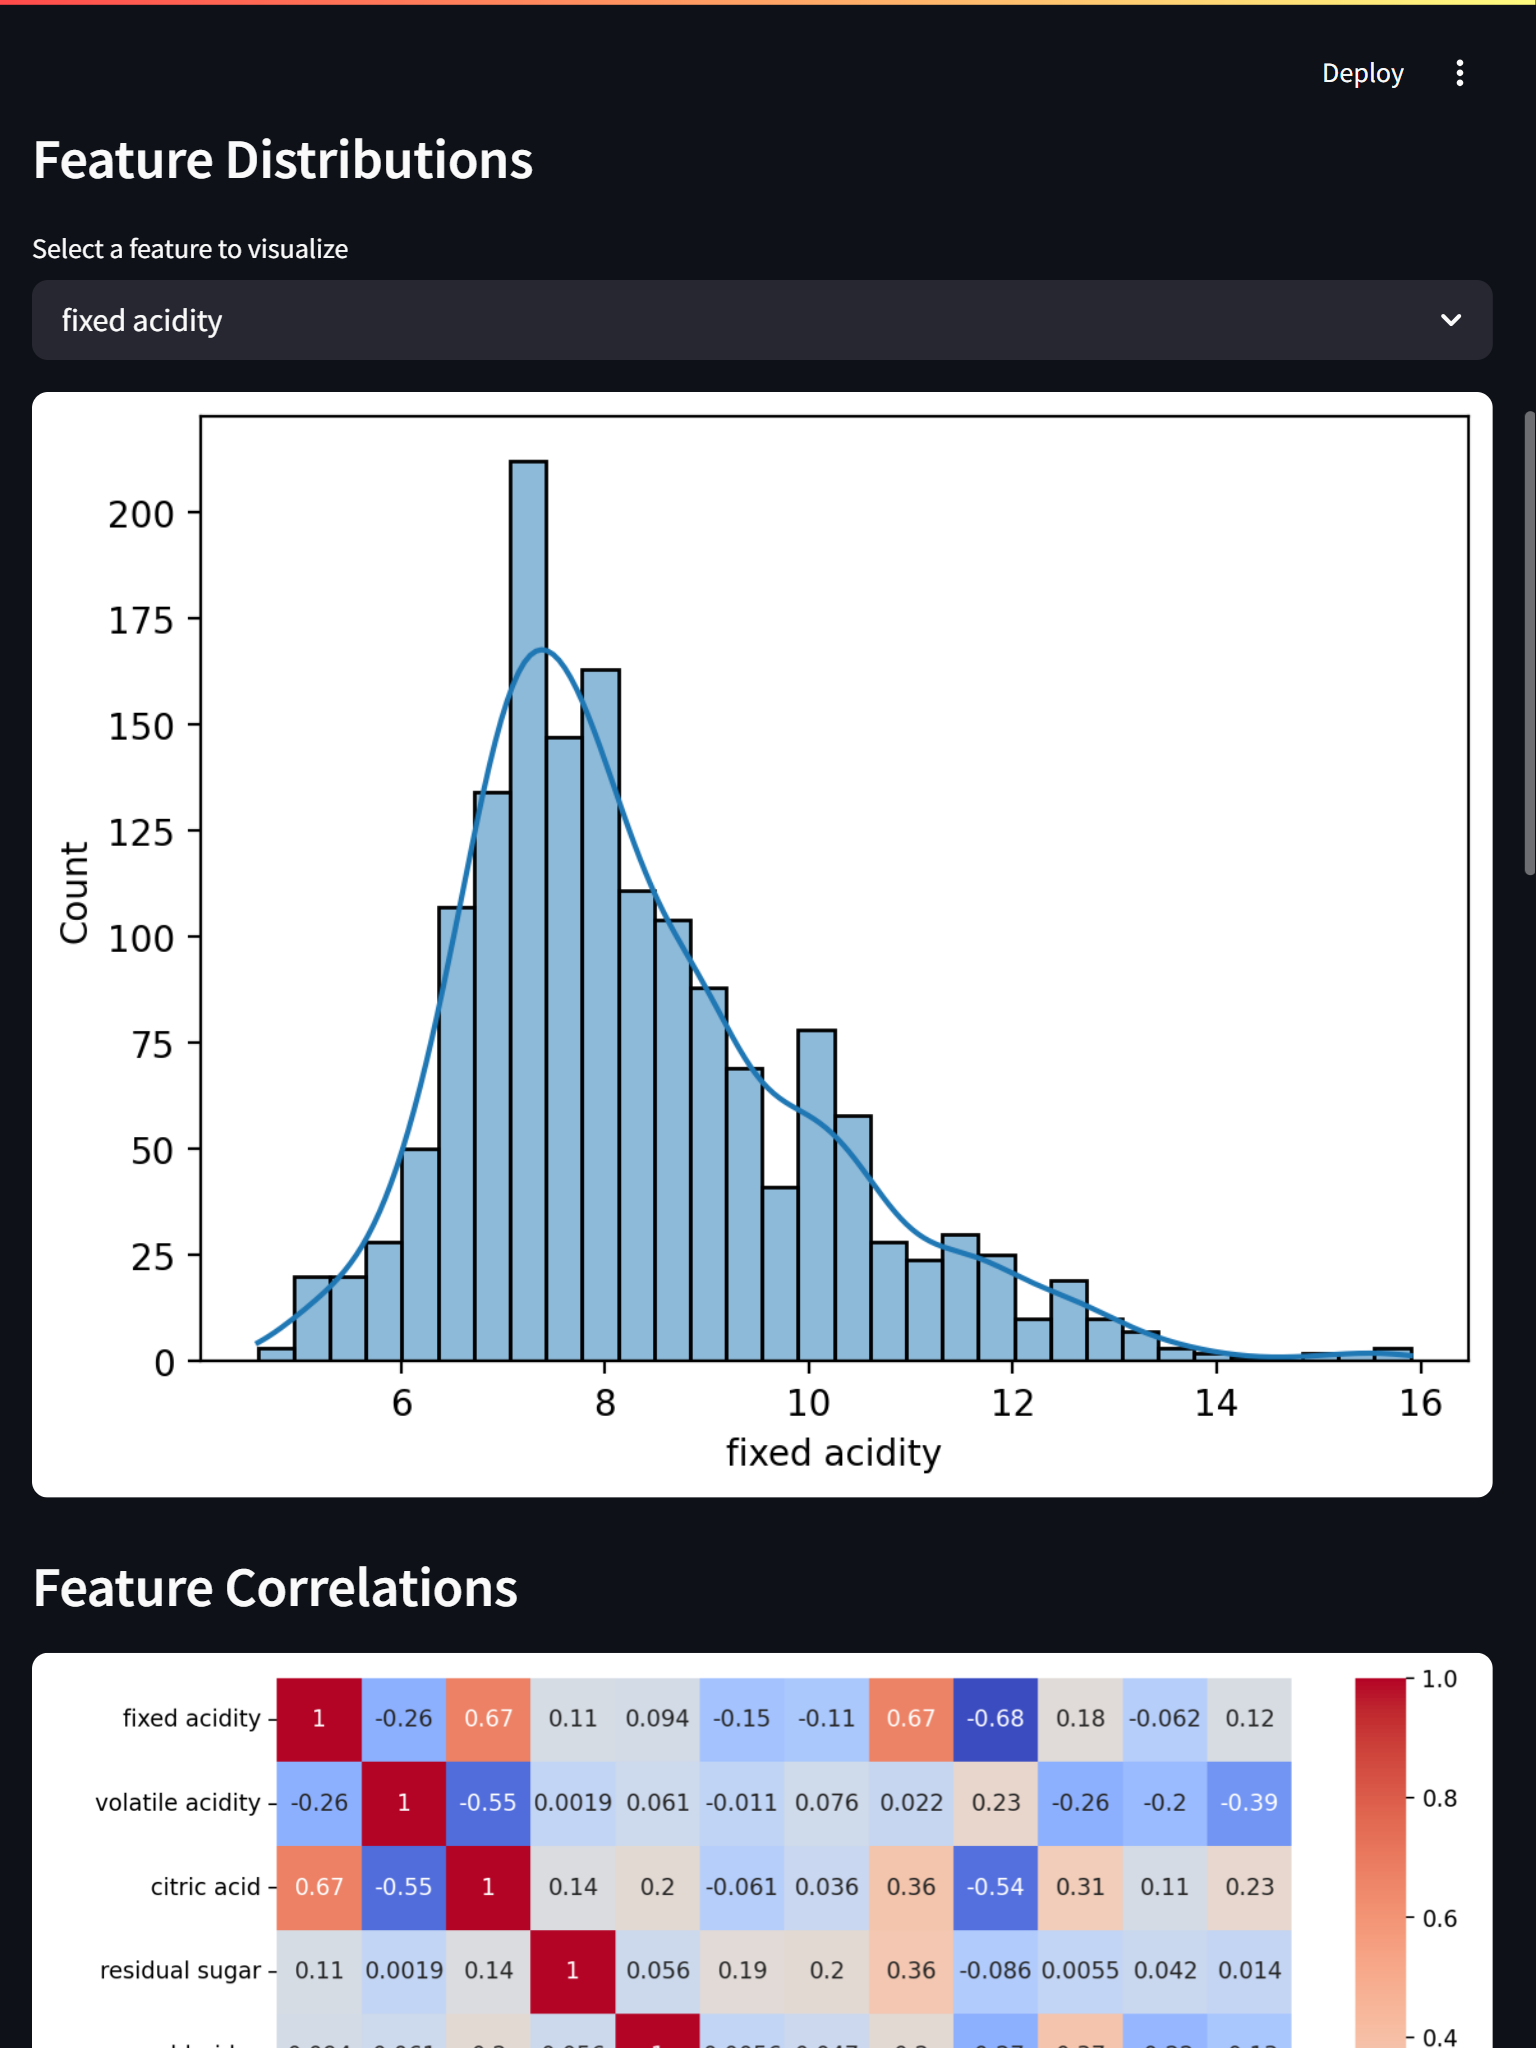 Deploy
Feature Distributions
Select a feature to visualize
fixed acidity
200
175
150
125
100
75
50
25
0
Count
6 8 10 12 14 16
fixed acidity
Feature Correlations
fixed acidity 1 -0.26 0.67 0.11 0.094 -0.15 -0.11 0.67 -0.68 0.18 -0.062 0.12
volatile acidity -0.26 1 -0.55 0.0019 0.061 -0.011 0.076 0.022 0.23 -0.26 -0.2 -0.39
citric acid 0.67 -0.55 1 0.14 0.2 -0.061 0.036 0.36 -0.54 0.31 0.11 0.23
residual sugar 0.11 0.0019 0.14 1 0.056 0.19 0.2 0.36 -0.086 0.0055 0.042 0.014
1.0
0.8
0.6
0.4